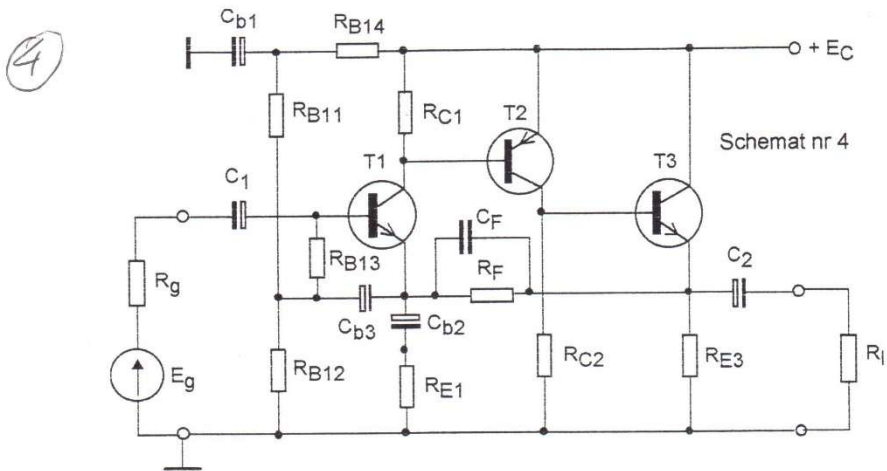 4
Cb1
RB14
+ EC
RB11
RC1
T2
Schemat nr 4
T1
T3
C1
CF
RB13
RF
C2
Rg
Cb3
Cb2
Eg
RB12
RE1
RC2
RE3
Rl